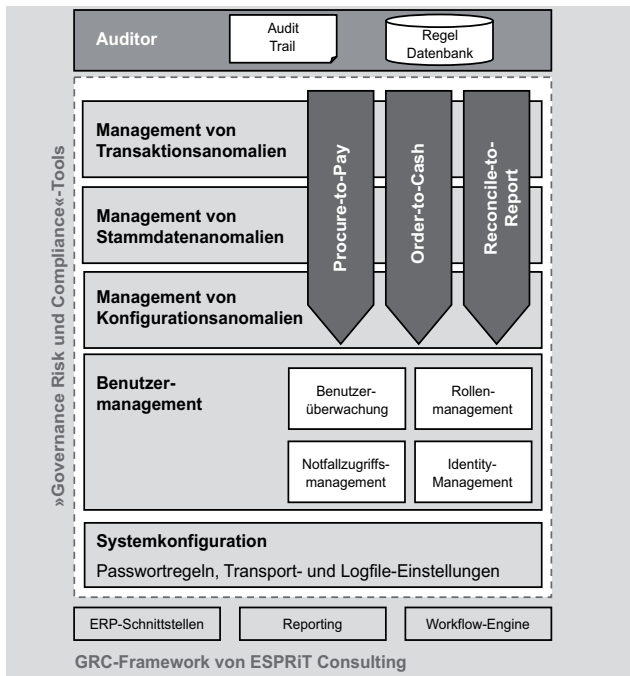 Auditor
Audit
Trail
Regel
Datenbank
»Governance Risk und Compliance«-Tools
Management von
Transaktionsanomalien
Management von
Stammdatenanomalien
Management von
Konfigurationsanomalien
Procure-to-Pay
Order-to-Cash
Reconcile-to-
Report
Benutzer-
management
Benutzer-
überwachung
Rollen-
management
Notfallzugriffs-
management
Identity-
Management
Systemkonfiguration
Passwortregeln, Transport- und Logfile-Einstellungen
ERP-Schnittstellen
Reporting
Workflow-Engine
GRC-Framework von ESPRiT Consulting